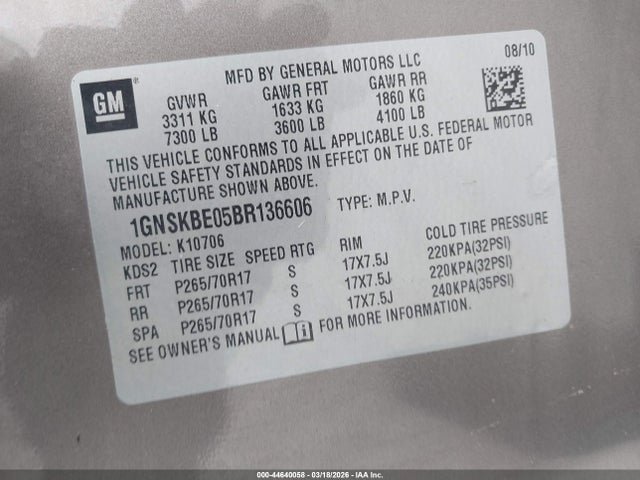 GM ®
MFD BY GENERAL MOTORS LLC
08/10
GVWR GAWR FRT GAWR RR
3311 KG 1633 KG 1860 KG
7300 LB 3600 LB 4100 LB
THIS VEHICLE CONFORMS TO ALL APPLICABLE U.S. FEDERAL MOTOR
VEHICLE SAFETY STANDARDS IN EFFECT ON THE DATE OF
MANUFACTURE SHOWN ABOVE.
1GNSKBE05BR136606 TYPE: M.P.V.
MODEL: K10706
KDS2 TIRE SIZE SPEED RTG RIM COLD TIRE PRESSURE
FRT P265/70R17 S 17X7.5J 220KPA(32PSI)
RR P265/70R17 S 17X7.5J 220KPA(32PSI)
SPA P265/70R17 S 17X7.5J 240KPA(35PSI)
SEE OWNER'S MANUAL FOR MORE INFORMATION.
000-44640058 - 03/18/2026 - IAA Inc.